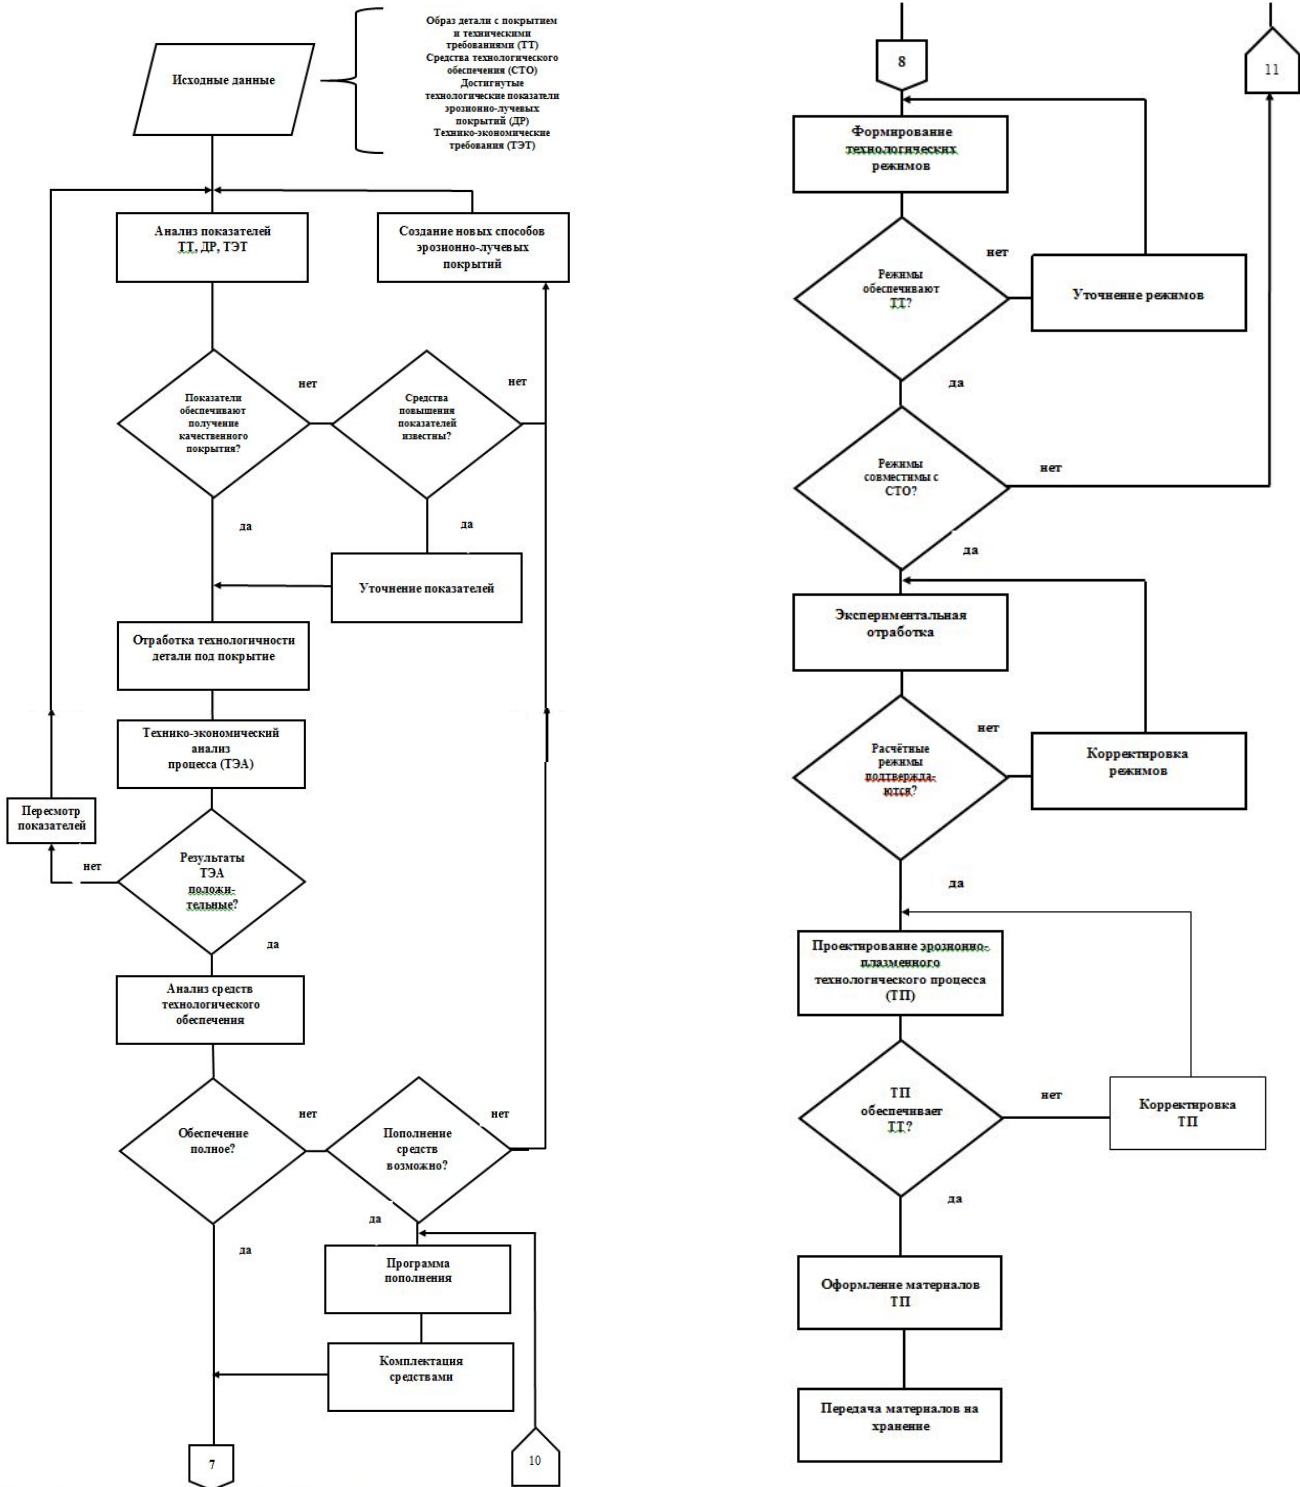 Образ детали с покрытием
и техническими
требованиями (ТТ)
Средства технологического
обеспечения (СТО)
Достигнутые
технологические показатели
эрозионно-лучевых
покрытий (ДР)
Технико-экономические
требования (ТЭТ)
Исходные данные
Анализ показателей
ТТ, ДР, ТЭТ
Создание новых способов
эрозионно-лучевых
покрытий
Показатели
обеспечивают
получение
качественного
покрытия?
нет
Средства
повышения
показателей
известны?
нет
да
да
Уточнение показателей
Отработка технологичности
детали под покрытие
Технико-экономический
анализ
процесса (ТЭА)
Пересмотр
показателей
нет
Результаты
ТЭА
положи-
тельные?
да
Анализ средств
технологического
обеспечения
Обеспечение
полное?
нет
Пополнение
средств
возможно?
нет
да
да
Программа
пополнения
Комплектация
средствами
7
10
8
11
Формирование
технологических
режимов
Режимы
обеспечивают
ТТ?
нет
Уточнение режимов
да
Режимы
совместимы с
СТО?
нет
да
Экспериментальная
отработка
Расчётные
режимы
подтвержда-
ются?
нет
Корректировка
режимов
да
Проектирование эрозионно-
плазменного
технологического процесса
(ТП)
ТП
обеспечивает
ТТ?
нет
Корректировка
ТП
да
Оформление материалов
ТП
Передача материалов на
хранение